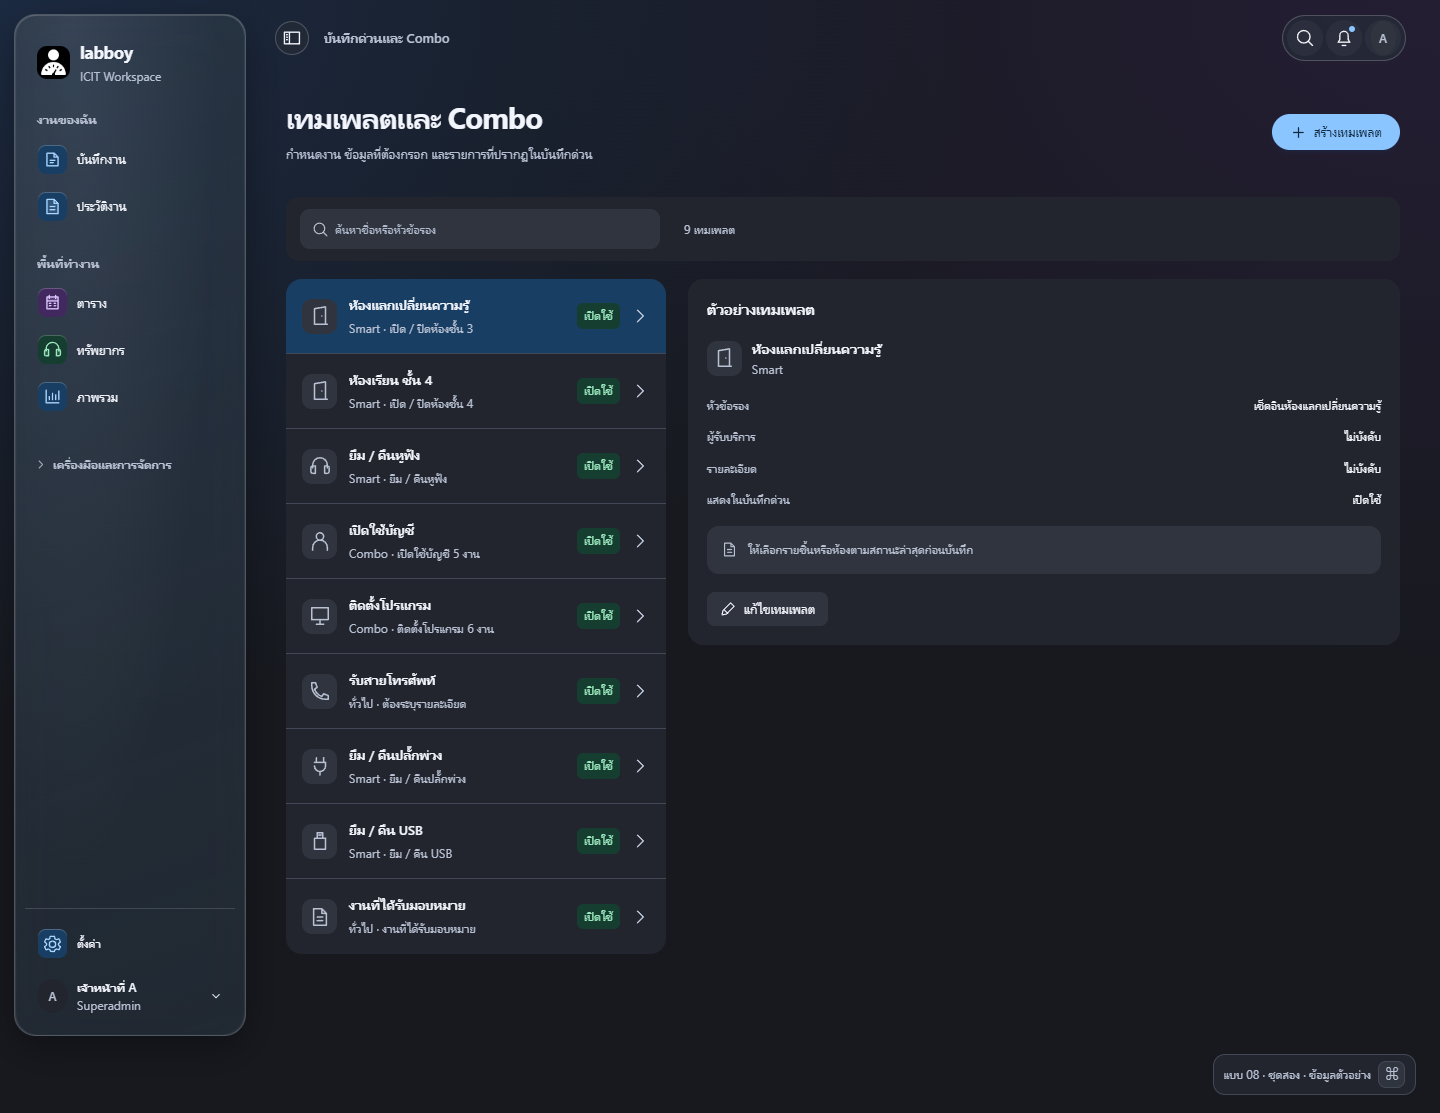 labboy
ICIT Workspace
งานของฉัน
บันทึกงาน
ประวัติงาน
พื้นที่ทำงาน
ตาราง
ทรัพยากร
ภาพรวม
เครื่องมือและการจัดการ
ตั้งค่า
A
เจ้าหน้าที่ A
Superadmin
บันทึกด่วนและ Combo
A
เทมเพลตและ Combo
กำหนดงาน ข้อมูลที่ต้องกรอก และรายการที่ปรากฏในบันทึกด่วน
สร้างเทมเพลต
ค้นหาชื่อหรือหัวข้อรอง
9 เทมเพลต
ห้องแลกเปลี่ยนความรู้
Smart · เปิด / ปิดห้องชั้น 3
เปิดใช้
ห้องเรียน ชั้น 4
Smart · เปิด / ปิดห้องชั้น 4
เปิดใช้
ยืม / คืนหูฟัง
Smart · ยืม / คืนหูฟัง
เปิดใช้
เปิดใช้บัญชี
Combo · เปิดใช้บัญชี 5 งาน
เปิดใช้
ติดตั้งโปรแกรม
Combo · ติดตั้งโปรแกรม 6 งาน
เปิดใช้
รับสายโทรศัพท์
ทั่วไป · ต้องระบุรายละเอียด
เปิดใช้
ยืม / คืนปลั๊กพ่วง
Smart · ยืม / คืนปลั๊กพ่วง
เปิดใช้
ยืม / คืน USB
Smart · ยืม / คืน USB
เปิดใช้
งานที่ได้รับมอบหมาย
ทั่วไป · งานที่ได้รับมอบหมาย
เปิดใช้
ตัวอย่างเทมเพลต
ห้องแลกเปลี่ยนความรู้
Smart
หัวข้อรอง
เช็คอินห้องแลกเปลี่ยนความรู้
ผู้รับบริการ
ไม่บังคับ
รายละเอียด
ไม่บังคับ
แสดงในบันทึกด่วน
เปิดใช้
ให้เลือกรายชิ้นหรือห้องตามสถานะล่าสุดก่อนบันทึก
แก้ไขเทมเพลต
แบบ 08 · ชุดสอง · ข้อมูลตัวอย่าง ⌘